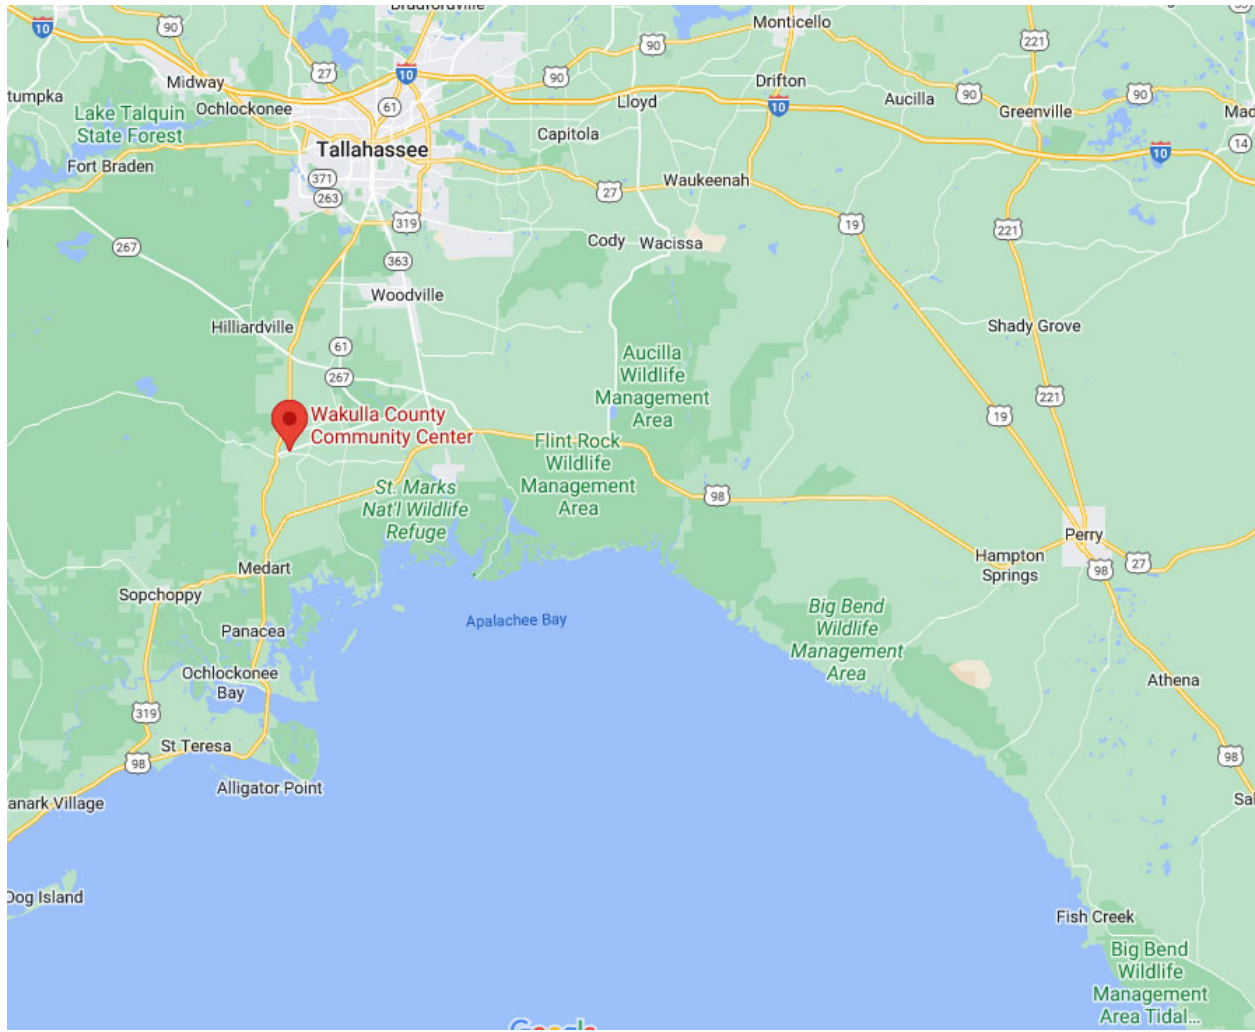 Bradfordville
Monticello
10
90
221
90
Midway
27
10
90
Drifton
90
90
Ochlockonee
61
Lloyd
10
Aucilla
Greenville
Mad
tumpka
Lake Talquin
State Forest
Capitola
14
Tallahassee
10
Fort Braden
371
263
27
Waukeenah
319
19
221
267
Cody
Wacissa
363
Woodville
Hilliardville
Shady Grove
61
267
Aucilla
Wildlife
Management
Area
221
19
Wakulla County
Community Center
Flint Rock
Wildlife
Management
Area
St. Marks
Nat'l Wildlife
Refuge
98
Perry
Hampton
Springs
98
27
Medart
Sopchoppy
Apalachee Bay
Big Bend
Wildlife
Management
Area
Panacea
Ochlockonee
Bay
Athena
319
St Teresa
98
98
Alligator Point
anark Village
Sal
Dog Island
Fish Creek
Big Bend
Wildlife
Management
Area Tidal...
Google